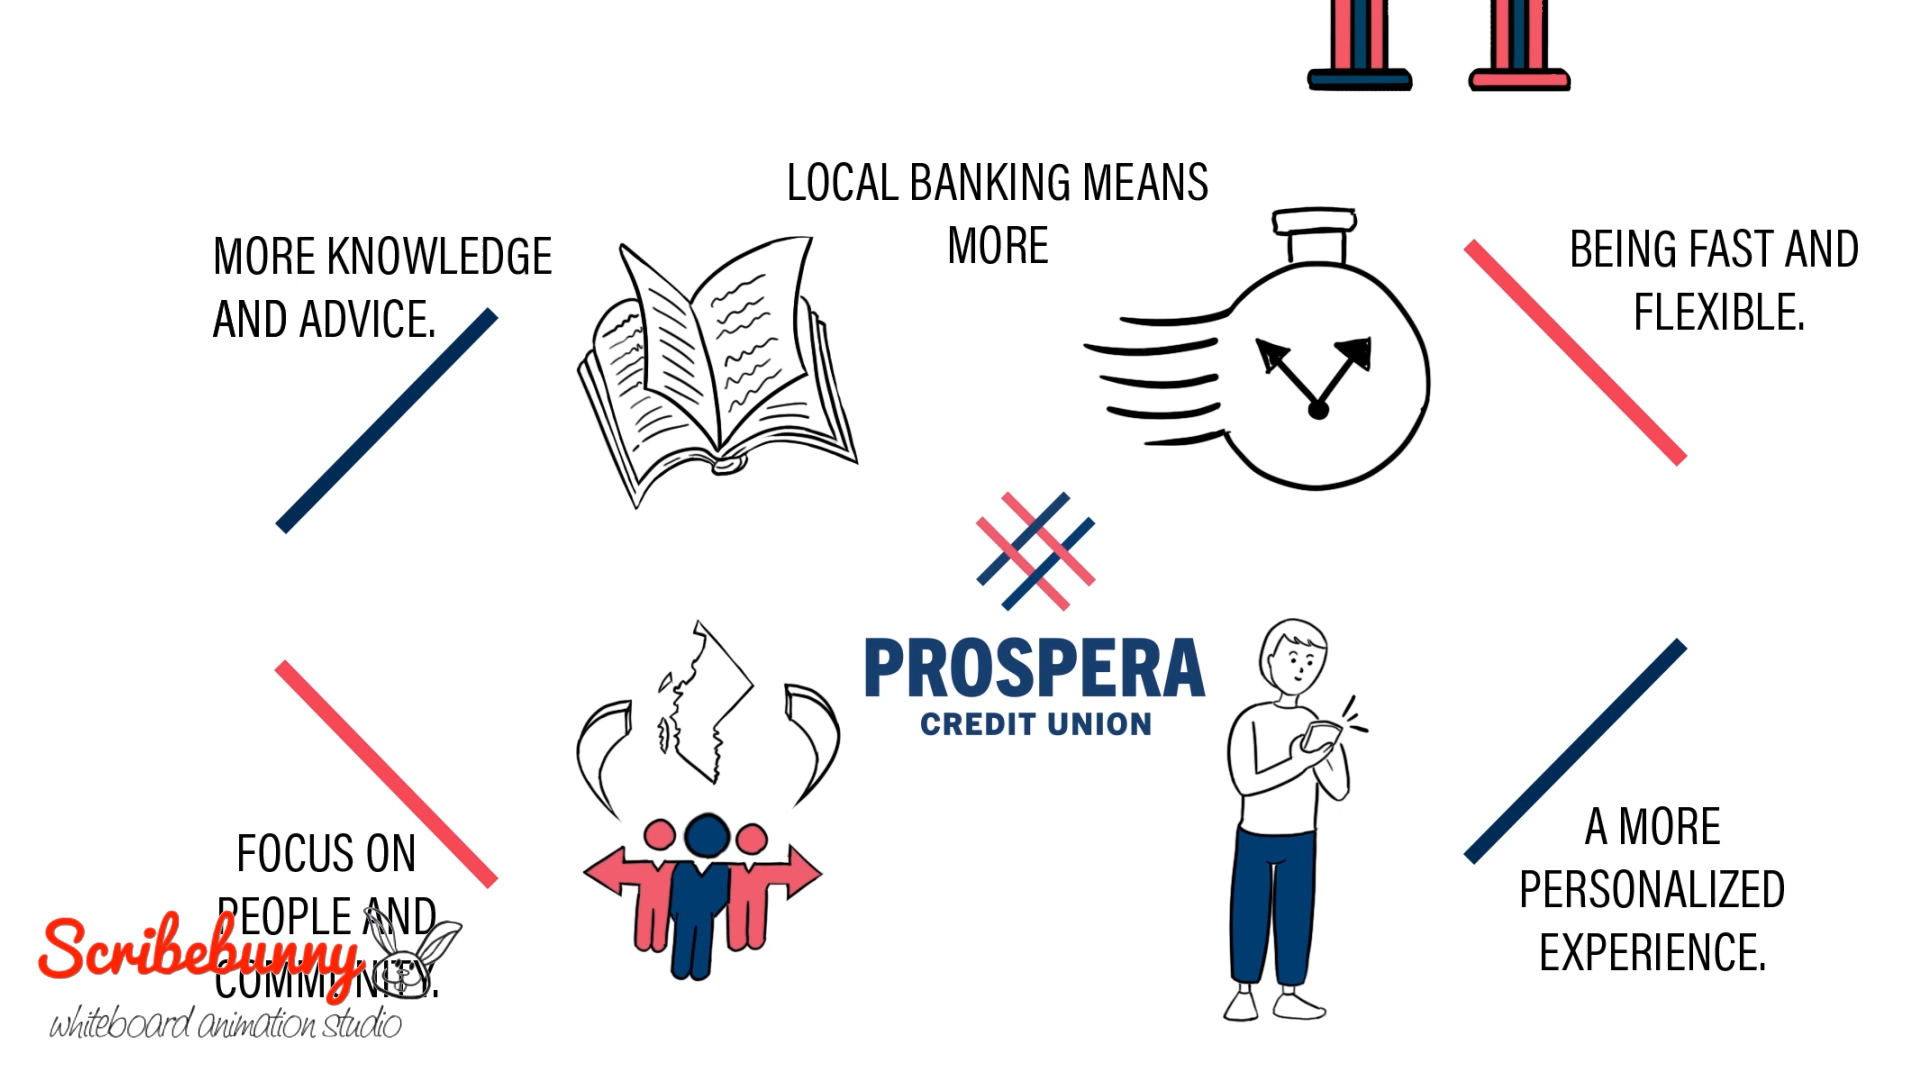 LOCAL BANKING MEANS
MORE
MORE KNOWLEDGE
AND ADVICE.
BEING FAST AND
FLEXIBLE.
PROSPERA
CREDIT UNION
FOCUS ON
PEOPLE AND
COMMUNITY.
A MORE
PERSONALIZED
EXPERIENCE.
Scribebunny
whiteboard animation studio